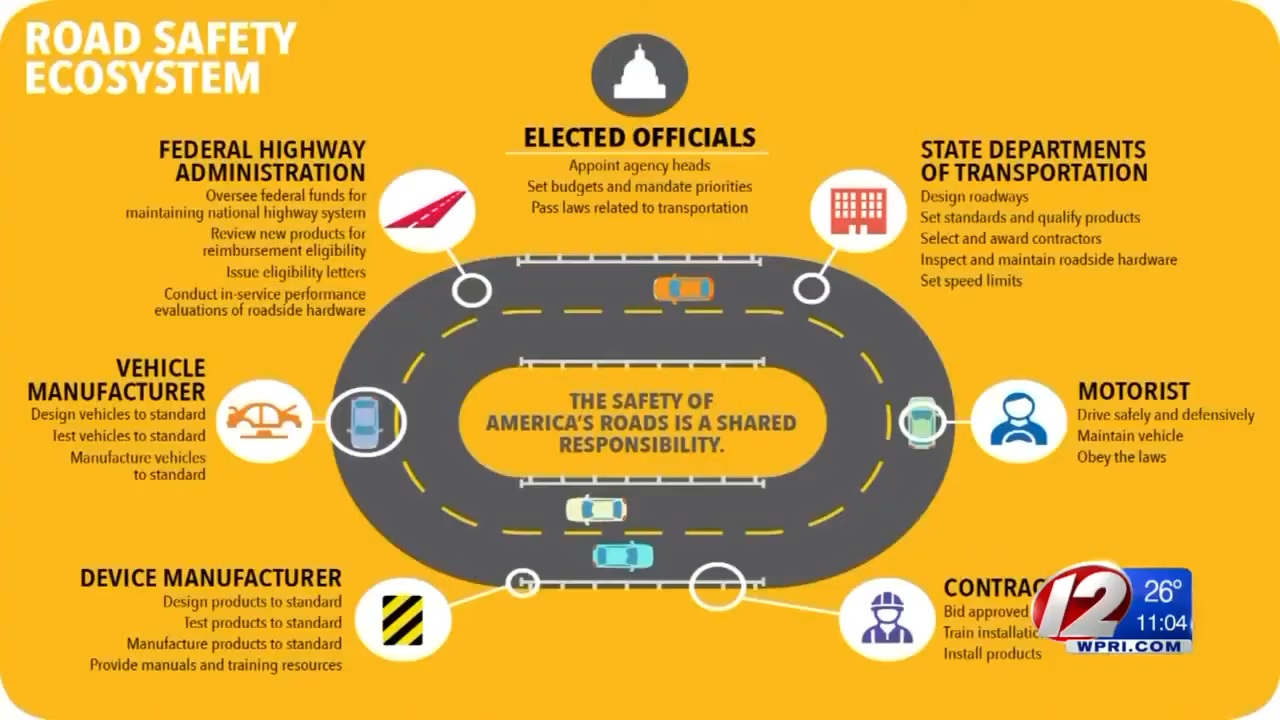 ROAD SAFETY
ECOSYSTEM
ELECTED OFFICIALS
Appoint agency heads
Set budgets and mandate priorities
Pass laws related to transportation
FEDERAL HIGHWAY
ADMINISTRATION
Oversee federal funds for
maintaining national highway system
Review new products for
reimbursement eligibility
Issue eligibility letters
Conduct in-service performance
evaluations of roadside hardware
STATE DEPARTMENTS
OF TRANSPORTATION
Design roadways
Set standards and qualify products
Select and award contractors
Inspect and maintain roadside hardware
Set speed limits
VEHICLE
MANUFACTURER
Design vehicles to standard
Test vehicles to standard
Manufacture vehicles
to standard
THE SAFETY OF
AMERICA'S ROADS IS A SHARED
RESPONSIBILITY.
MOTORIST
Drive safely and defensively
Maintain vehicle
Obey the laws
DEVICE MANUFACTURER
Design products to standard
Test products to standard
Manufacture products to standard
Provide manuals and training resources
Bid approved
Train
Install products
12
26°
11:04
WPRI.COM